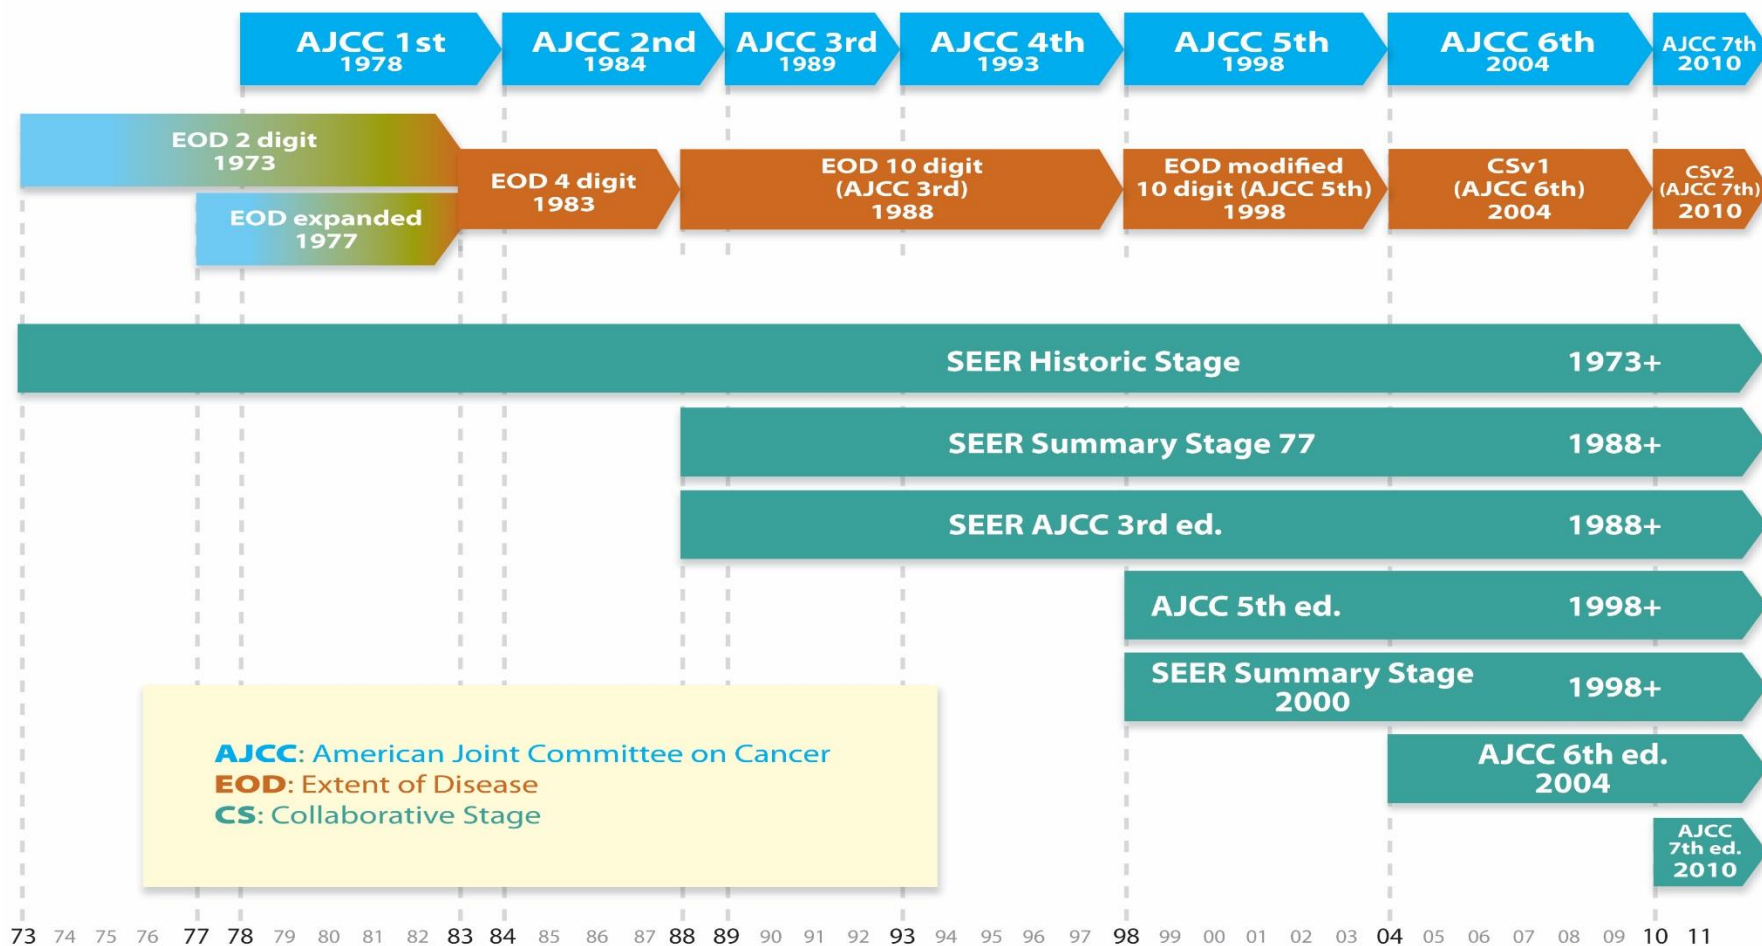 AJCC 1st
1978
AJCC 2nd
1984
AJCC 3rd
1989
AJCC 4th
1993
AJCC 5th
1998
AJCC 6th
2004
AJCC 7th
2010
EOD 2 digit
1973
EOD expanded
1977
EOD 4 digit
1983
EOD 10 digit
(AJCC 3rd)
1988
EOD modified
10 digit (AJCC 5th)
1998
CSv1
(AJCC 6th)
2004
CSv2
(AJCC 7th)
2010
SEER Historic Stage 1973+
SEER Summary Stage 77 1988+
SEER AJCC 3rd ed. 1988+
AJCC 5th ed. 1998+
SEER Summary Stage
2000
1998+
AJCC 6th ed.
2004
AJCC
7th ed.
2010
AJCC: American Joint Committee on Cancer
EOD: Extent of Disease
CS: Collaborative Stage
73 74 75 76 77 78 79 80 81 82 83 84 85 86 87 88 89 90 91 92 93 94 95 96 97 98 99 00 01 02 03 04 05 06 07 08 09 10 11